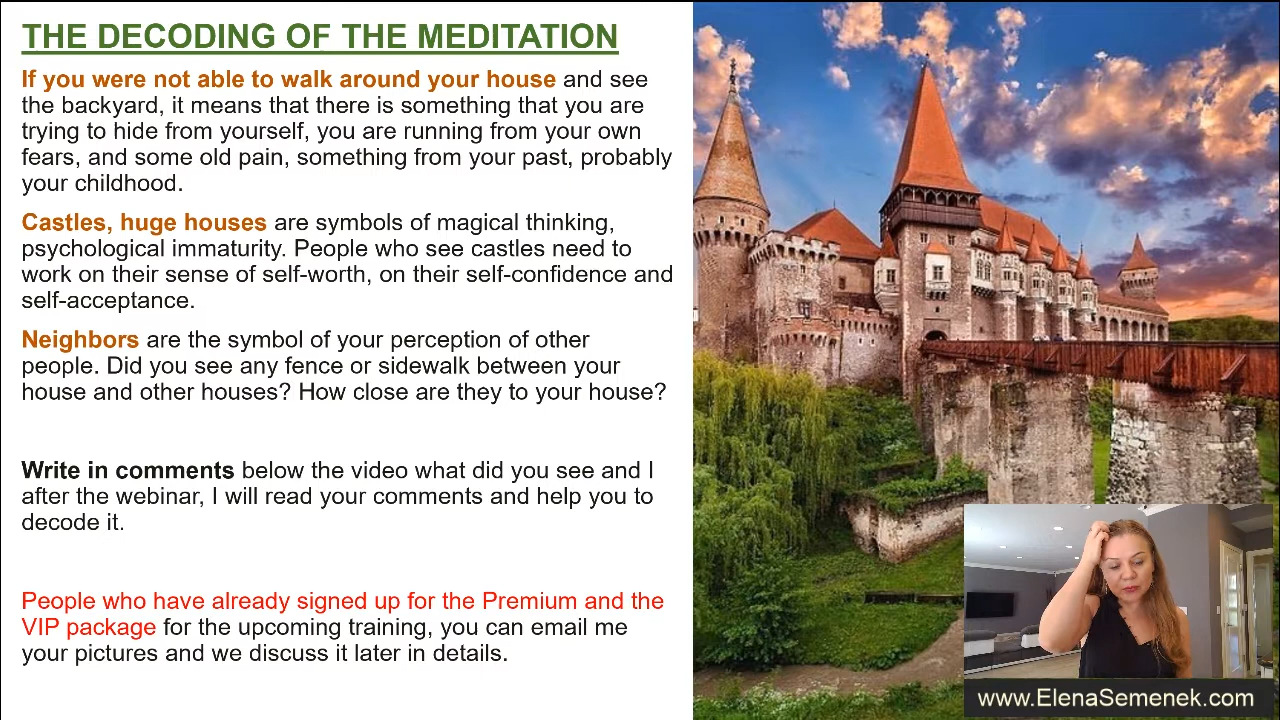 THE DECODING OF THE MEDITATION
If you were not able to walk around your house and see
the backyard, it means that there is something that you are
trying to hide from yourself, you are running from your own
fears, and some old pain, something from your past, probably
your childhood.
Castles, huge houses are symbols of magical thinking,
psychological immaturity. People who see castles need to
work on their sense of self-worth, on their self-confidence and
self-acceptance.
Neighbors are the symbol of your perception of other
people. Did you see any fence or sidewalk between your
house and other houses? How close are they to your house?
Write in comments below the video what did you see and I
after the webinar, I will read your comments and help you to
decode it.
People who have already signed up for the Premium and the
VIP package for the upcoming training, you can email me
your pictures and we discuss it later in details.
www.ElenaSemenek.com